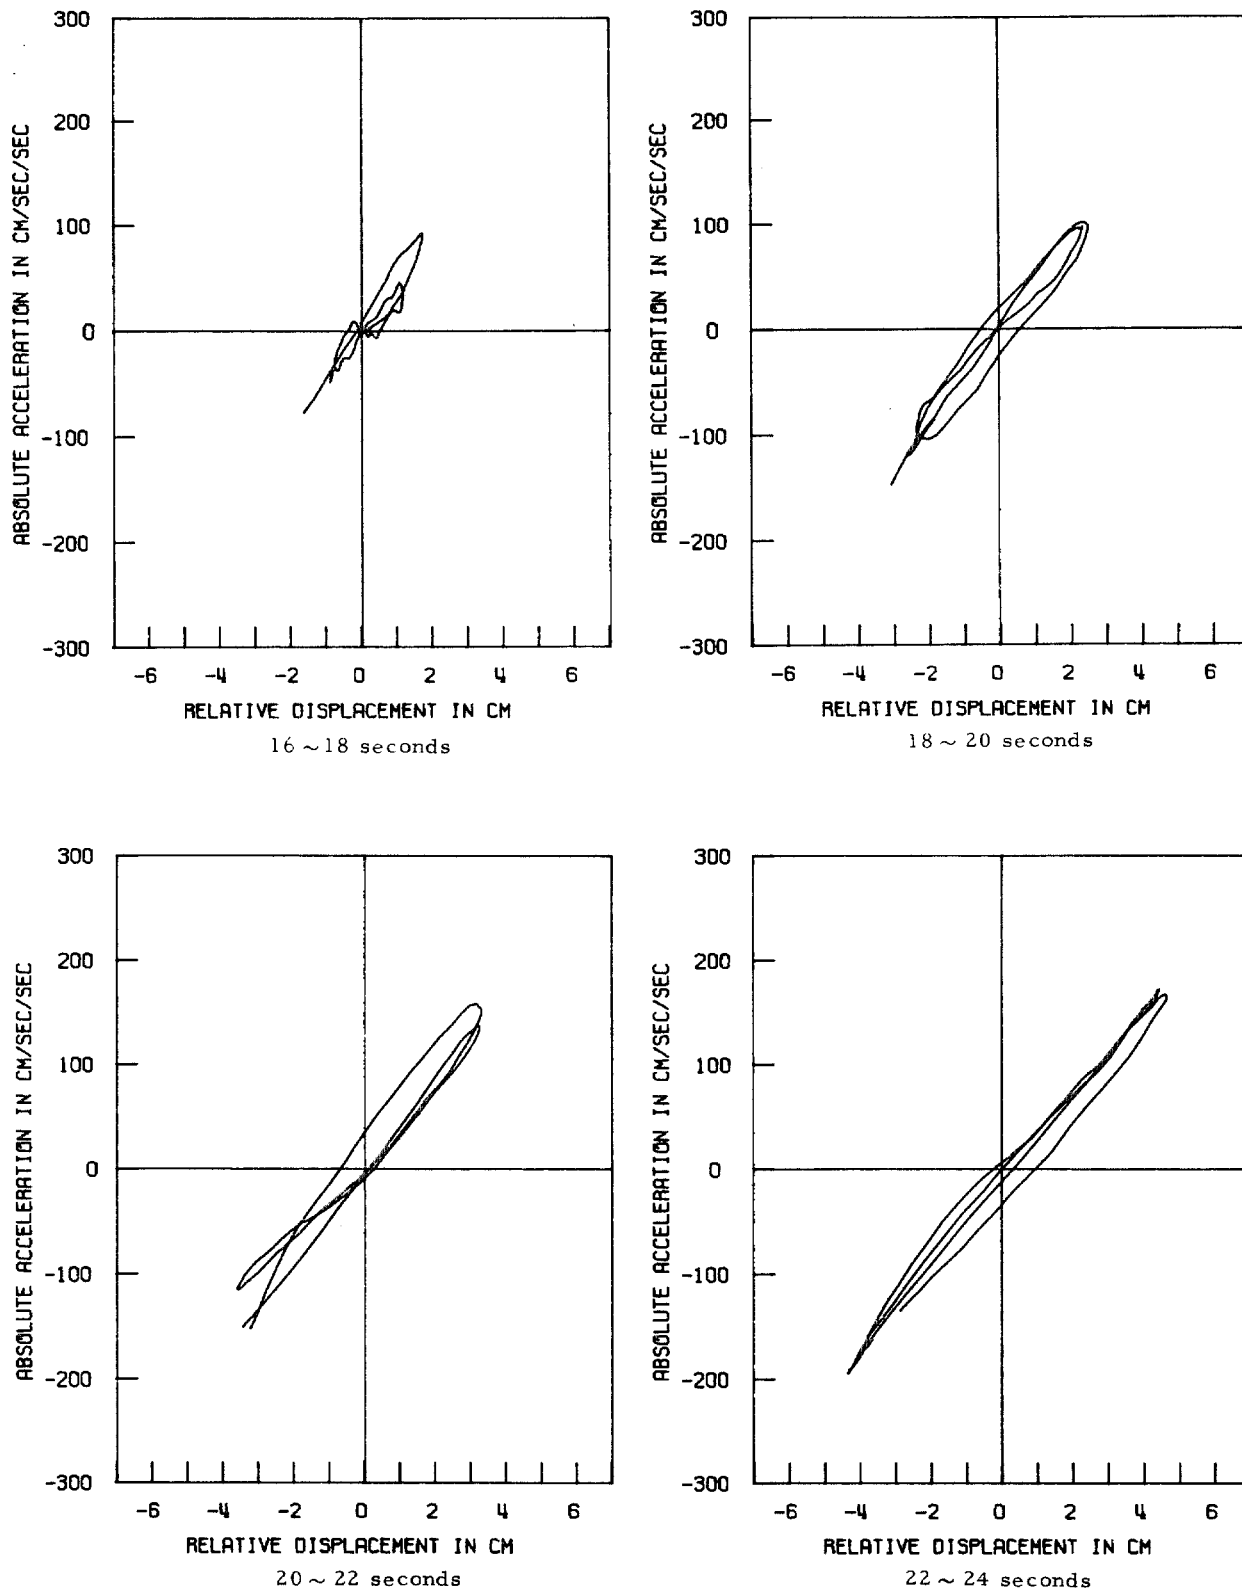 300
200
100
0
-100
-200
-300
ABSOLUTE ACCELERATION IN CM/SEC/SEC
-6 -4 -2 0 2 4 6
RELATIVE DISPLACEMENT IN CM
16 ~ 18 seconds
300
200
100
0
-100
-200
-300
ABSOLUTE ACCELERATION IN CM/SEC/SEC
-6 -4 -2 0 2 4 6
RELATIVE DISPLACEMENT IN CM
18 ~ 20 seconds
300
200
100
0
-100
-200
-300
ABSOLUTE ACCELERATION IN CM/SEC/SEC
-6 -4 -2 0 2 4 6
RELATIVE DISPLACEMENT IN CM
20 ~ 22 seconds
300
200
100
0
-100
-200
-300
ABSOLUTE ACCELERATION IN CM/SEC/SEC
-6 -4 -2 0 2 4 6
RELATIVE DISPLACEMENT IN CM
22 ~ 24 seconds